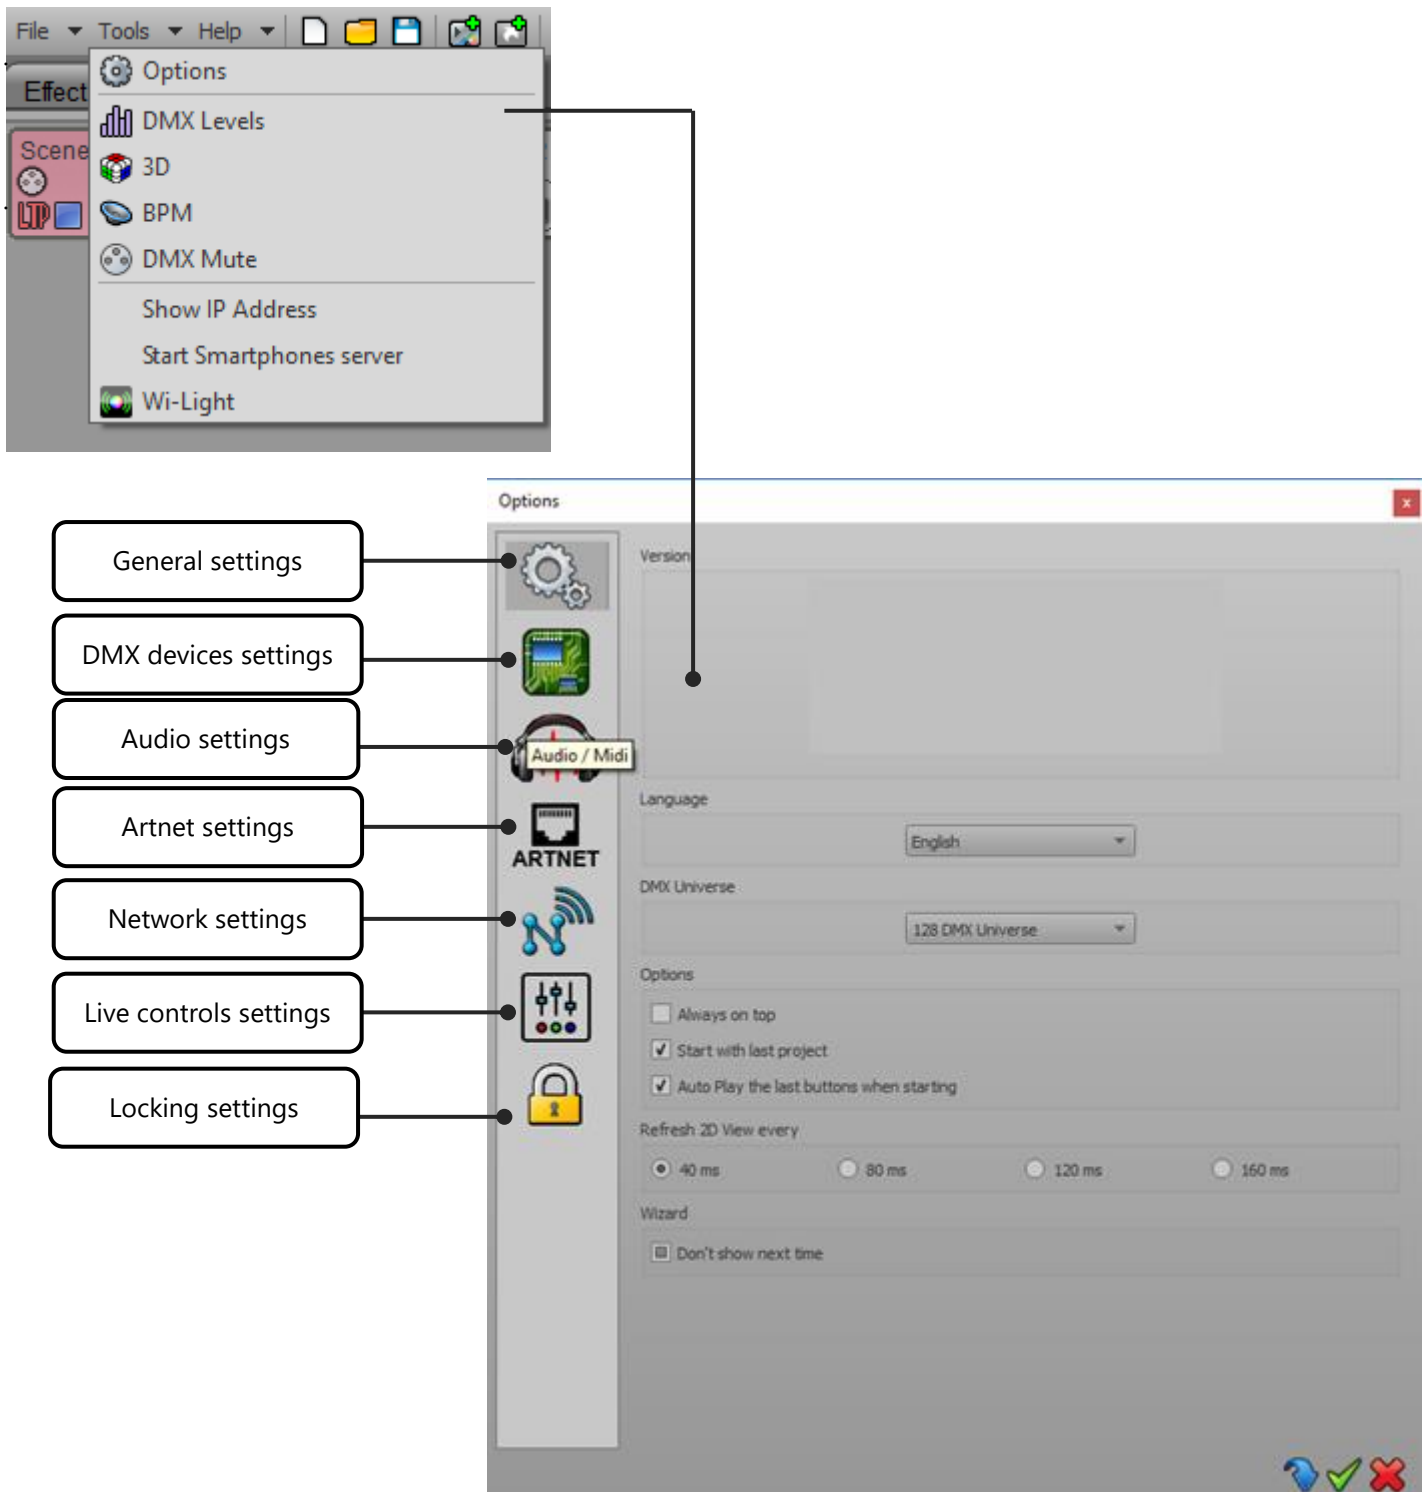 File Tools Help
Effect
Scene
LTP
Options
DMX Levels
3D
BPM
DMX Mute
Show IP Address
Start Smartphones server
Wi-Light
Options
General settings
DMX devices settings
Audio settings
Artnet settings
Network settings
Live controls settings
Locking settings
Audio / Midi
ARTNET
Version
Language
English
DMX Universe
128 DMX Universe
Options
Always on top
Start with last project
Auto Play the last buttons when starting
Refresh 2D View every
40 ms 80 ms 120 ms 160 ms
Wizard
Don't show next time